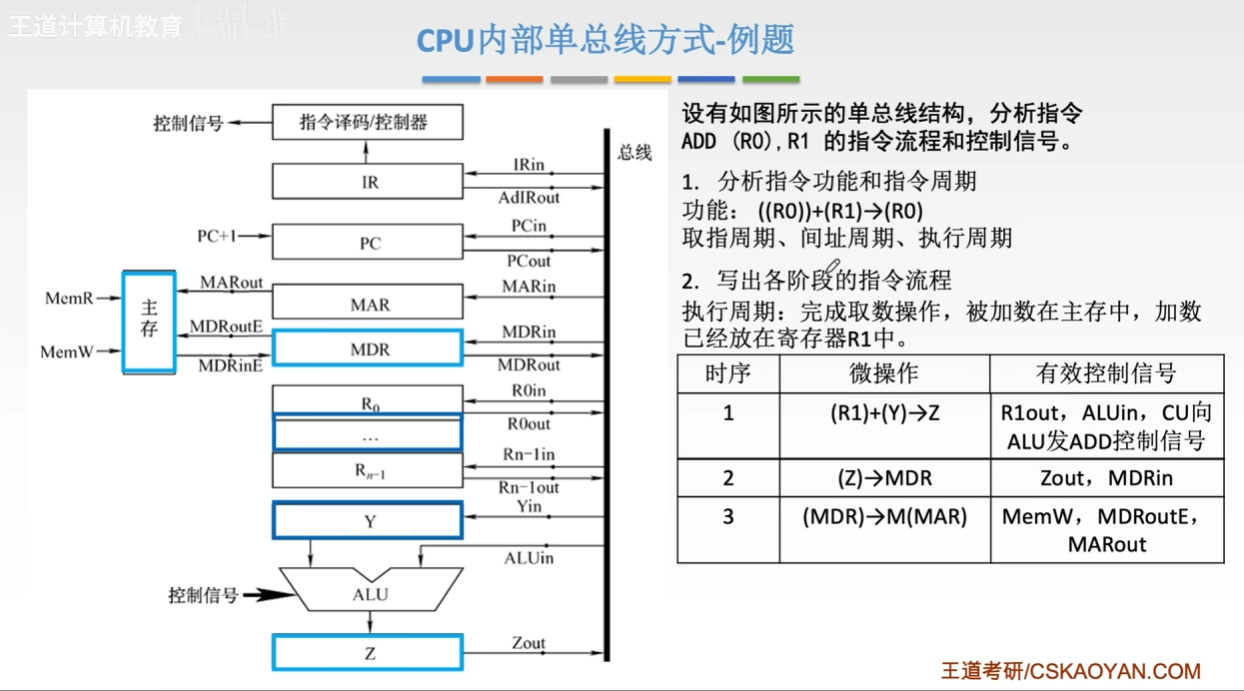 王道计算机教育
CPU内部单总线方式-例题
控制信号
指令译码/控制器
总线
IRin
IR
AdIRout
PC+1
PC
PCin
PCout
MemR
MemW
主
存
MARout
MAR
MARin
MDRoutE
MDR
MDRin
MDRinE
MDRout
R0
R0in
R0out
...
Rn-1
Rn-1in
Rn-1out
Y
Yin
ALUin
控制信号
ALU
Z
Zout
设有如图所示的单总线结构，分析指令
ADD (R0),R1 的指令流程和控制信号。
1. 分析指令功能和指令周期
功能： ((R0))+(R1)→(R0)
取指周期、间址周期、执行周期
2. 写出各阶段的指令流程
执行周期：完成取数操作，被加数在主存中，加数
已经放在寄存器R1中。
时序 微操作 有效控制信号
1 (R1)+(Y)→Z R1out，ALUin，CU向
ALU发ADD控制信号
2 (Z)→MDR Zout，MDRin
3 (MDR)→M(MAR) MemW，MDRoutE，
MARout
王道考研/CSKAOYAN.COM